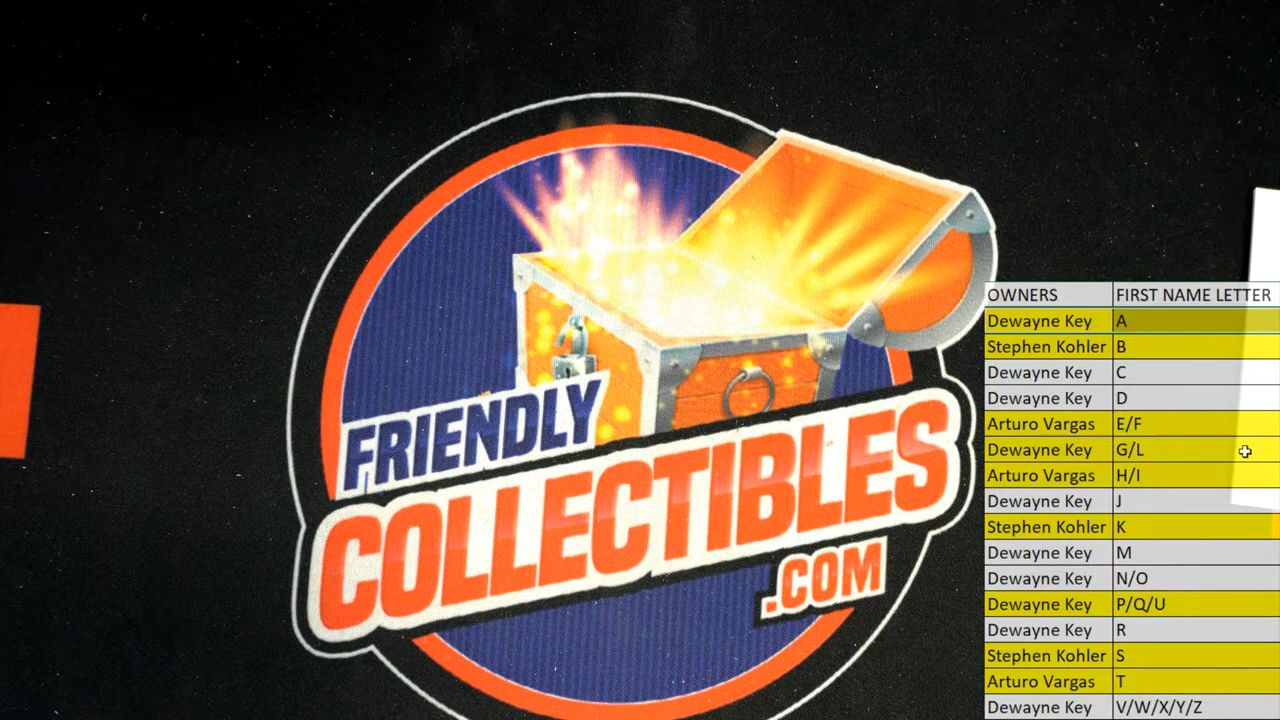 FRIENDLY
COLLECTIBLES
.COM
OWNERS FIRST NAME LETTER
Dewayne Key A
Stephen Kohler B
Dewayne Key C
Dewayne Key D
Arturo Vargas E/F
Dewayne Key G/L
Arturo Vargas H/I
Dewayne Key J
Stephen Kohler K
Dewayne Key M
Dewayne Key N/O
Dewayne Key P/Q/U
Dewayne Key R
Stephen Kohler S
Arturo Vargas T
Dewayne Key V/W/X/Y/Z